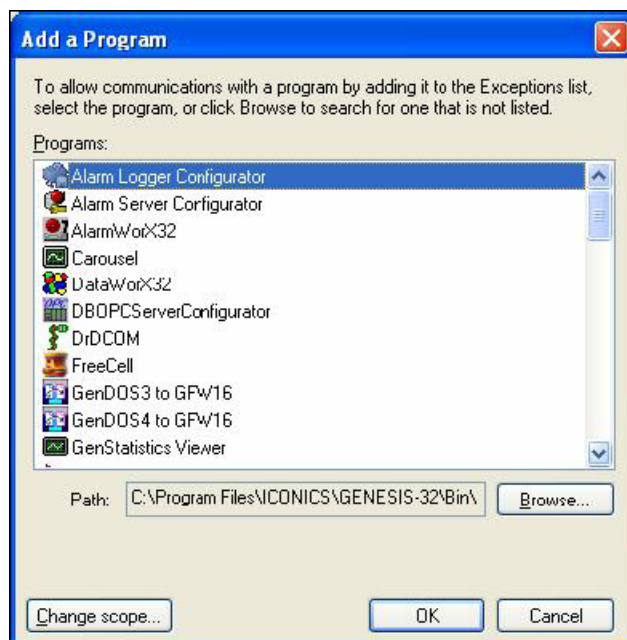 Add a Program
To allow communications with a program by adding it to the Exceptions list,
select the program, or click Browse to search for one that is not listed.
Programs:
Alarm Logger Configurator
Alarm Server Configurator
AlarmWorX32
Carousel
DataWorX32
DBOPCServerConfigurator
DrDCOM
FreeCell
GenDOS3 to GFW16
GenDOS4 to GFW16
GenStatistics Viewer
Path: C:\Program Files\ICONICS\GENESIS-32\Bin\ Browse...
Change scope... OK Cancel